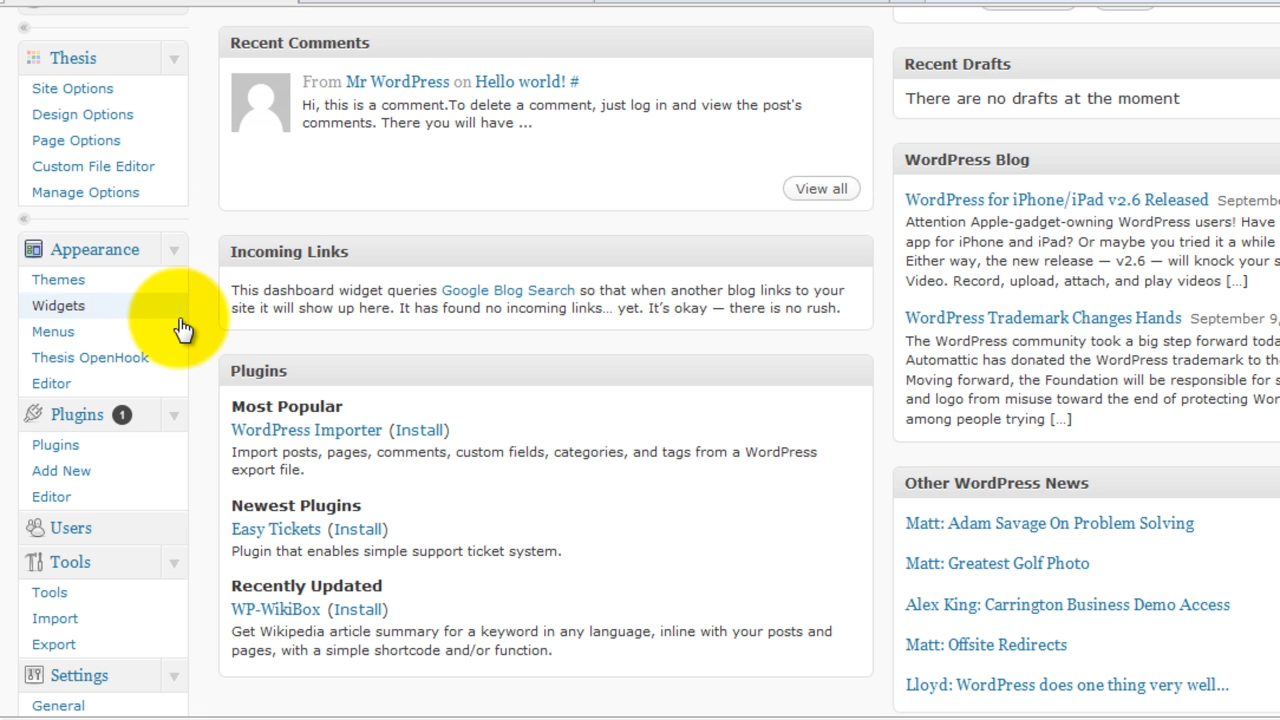 Thesis
Site Options
Design Options
Page Options
Custom File Editor
Manage Options
Appearance
Themes
Widgets
Menus
Thesis OpenHook
Editor
Plugins 1
Plugins
Add New
Editor
Users
Tools
Tools
Import
Export
Settings
General
Recent Comments
From Mr WordPress on Hello world! #
Hi, this is a comment.To delete a comment, just log in and view the post's
comments. There you will have ...
View all
Incoming Links
This dashboard widget queries Google Blog Search so that when another blog links to your
site it will show up here. It has found no incoming links… yet. It’s okay — there is no rush.
Plugins
Most Popular
WordPress Importer (Install)
Import posts, pages, comments, custom fields, categories, and tags from a WordPress
export file.
Newest Plugins
Easy Tickets (Install)
Plugin that enables simple support ticket system.
Recently Updated
WP-WikiBox (Install)
Get Wikipedia article summary for a keyword in any language, inline with your posts and
pages, with a simple shortcode and/or function.
Recent Drafts
There are no drafts at the moment
WordPress Blog
WordPress for iPhone/iPad v2.6 Released Septembe
Attention Apple-gadget-owning WordPress users! Have
app for iPhone and iPad? Or maybe you tried it a while
Either way, the new release — v2.6 — will knock your s
Video. Record, upload, attach, and play videos […]
WordPress Trademark Changes Hands September 9,
The WordPress community took a big step forward toda
Automattic has donated the WordPress trademark to the
Moving forward, the Foundation will be responsible for s
and logo from misuse toward the end of protecting Wor
among people trying […]
Other WordPress News
Matt: Adam Savage On Problem Solving
Matt: Greatest Golf Photo
Alex King: Carrington Business Demo Access
Matt: Offsite Redirects
Lloyd: WordPress does one thing very well…